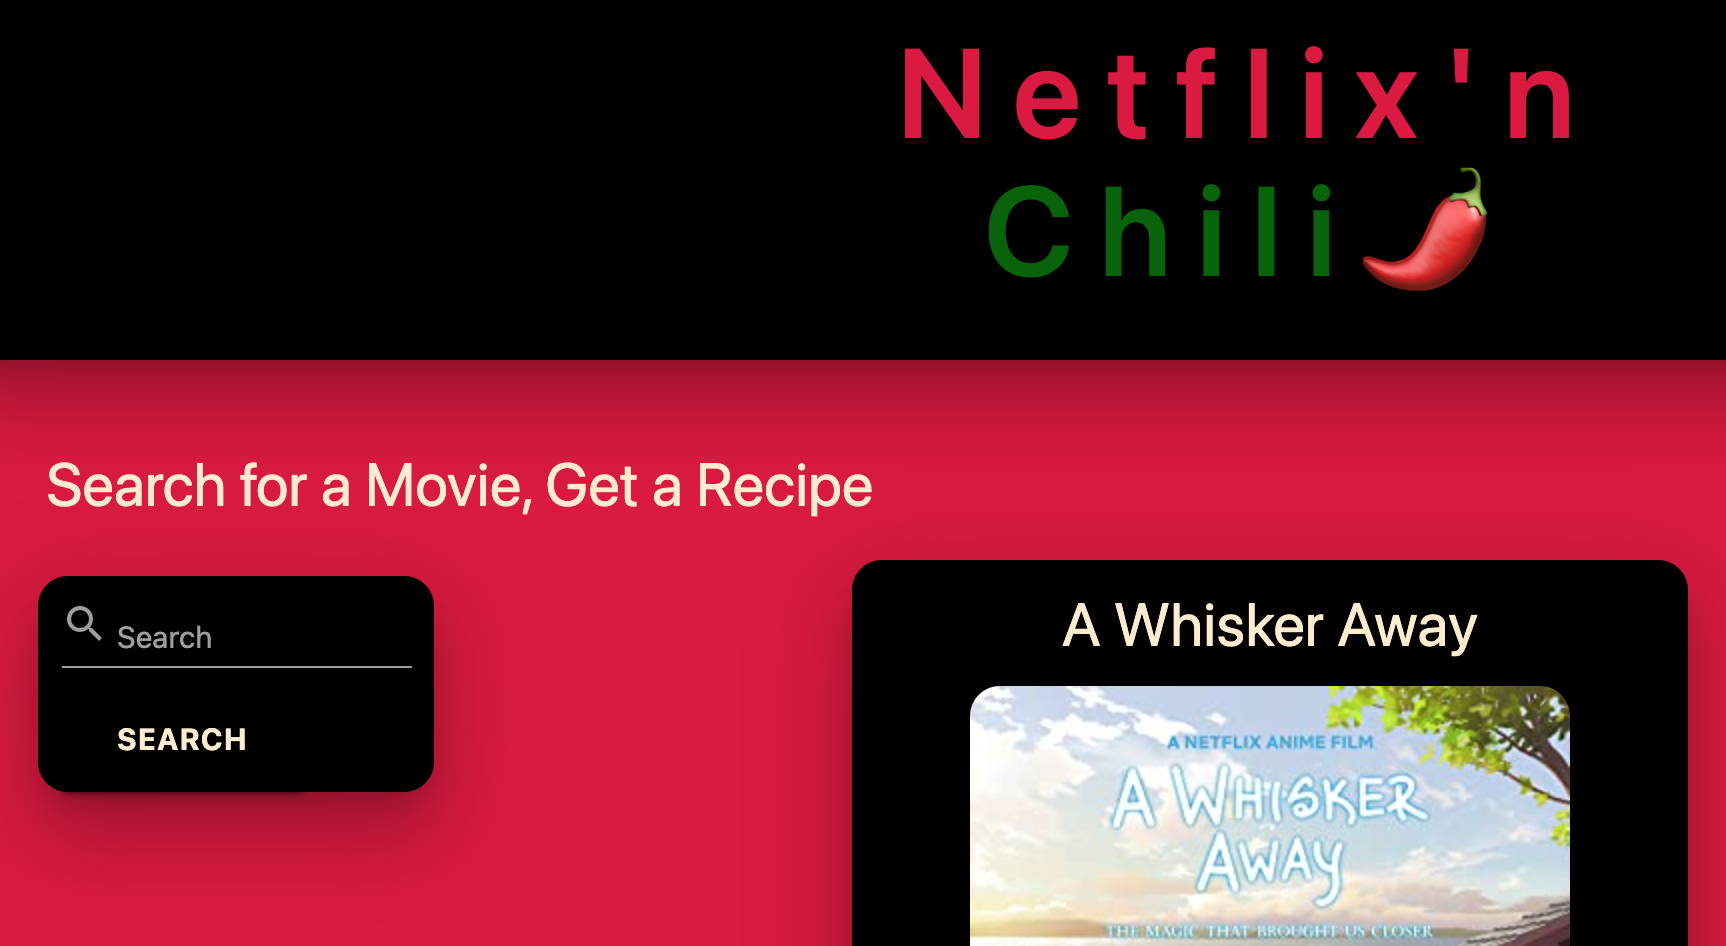 Netflix'n
Chili
Search for a Movie, Get a Recipe
Search
SEARCH
A Whisker Away
A NETFLIX ANIME FILM
A WHISKER
AWAY
THE MAGIC THAT BROUGHT US CLOSER